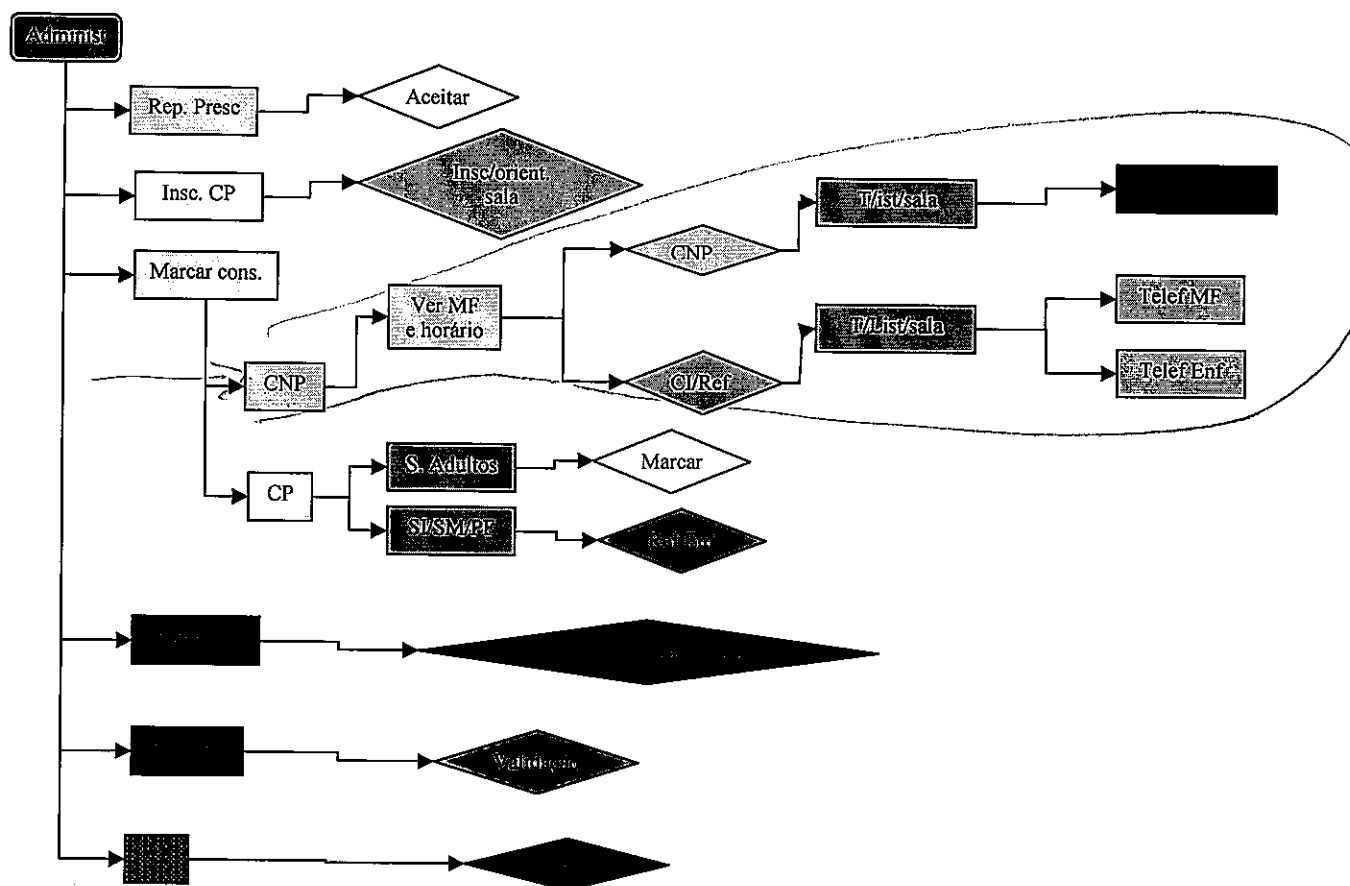 Administ
Rep. Presc
Aceitar
Insc. CP
Insc/orient.
sala
Marcar cons.
CNP
Ver MF
e horário
CNP
T/ist/sala
CI/Ref
T/List/sala
Telef MF
Telef Enf
CP
S. Adultos
Marcar
SI/SM/PF
Validação